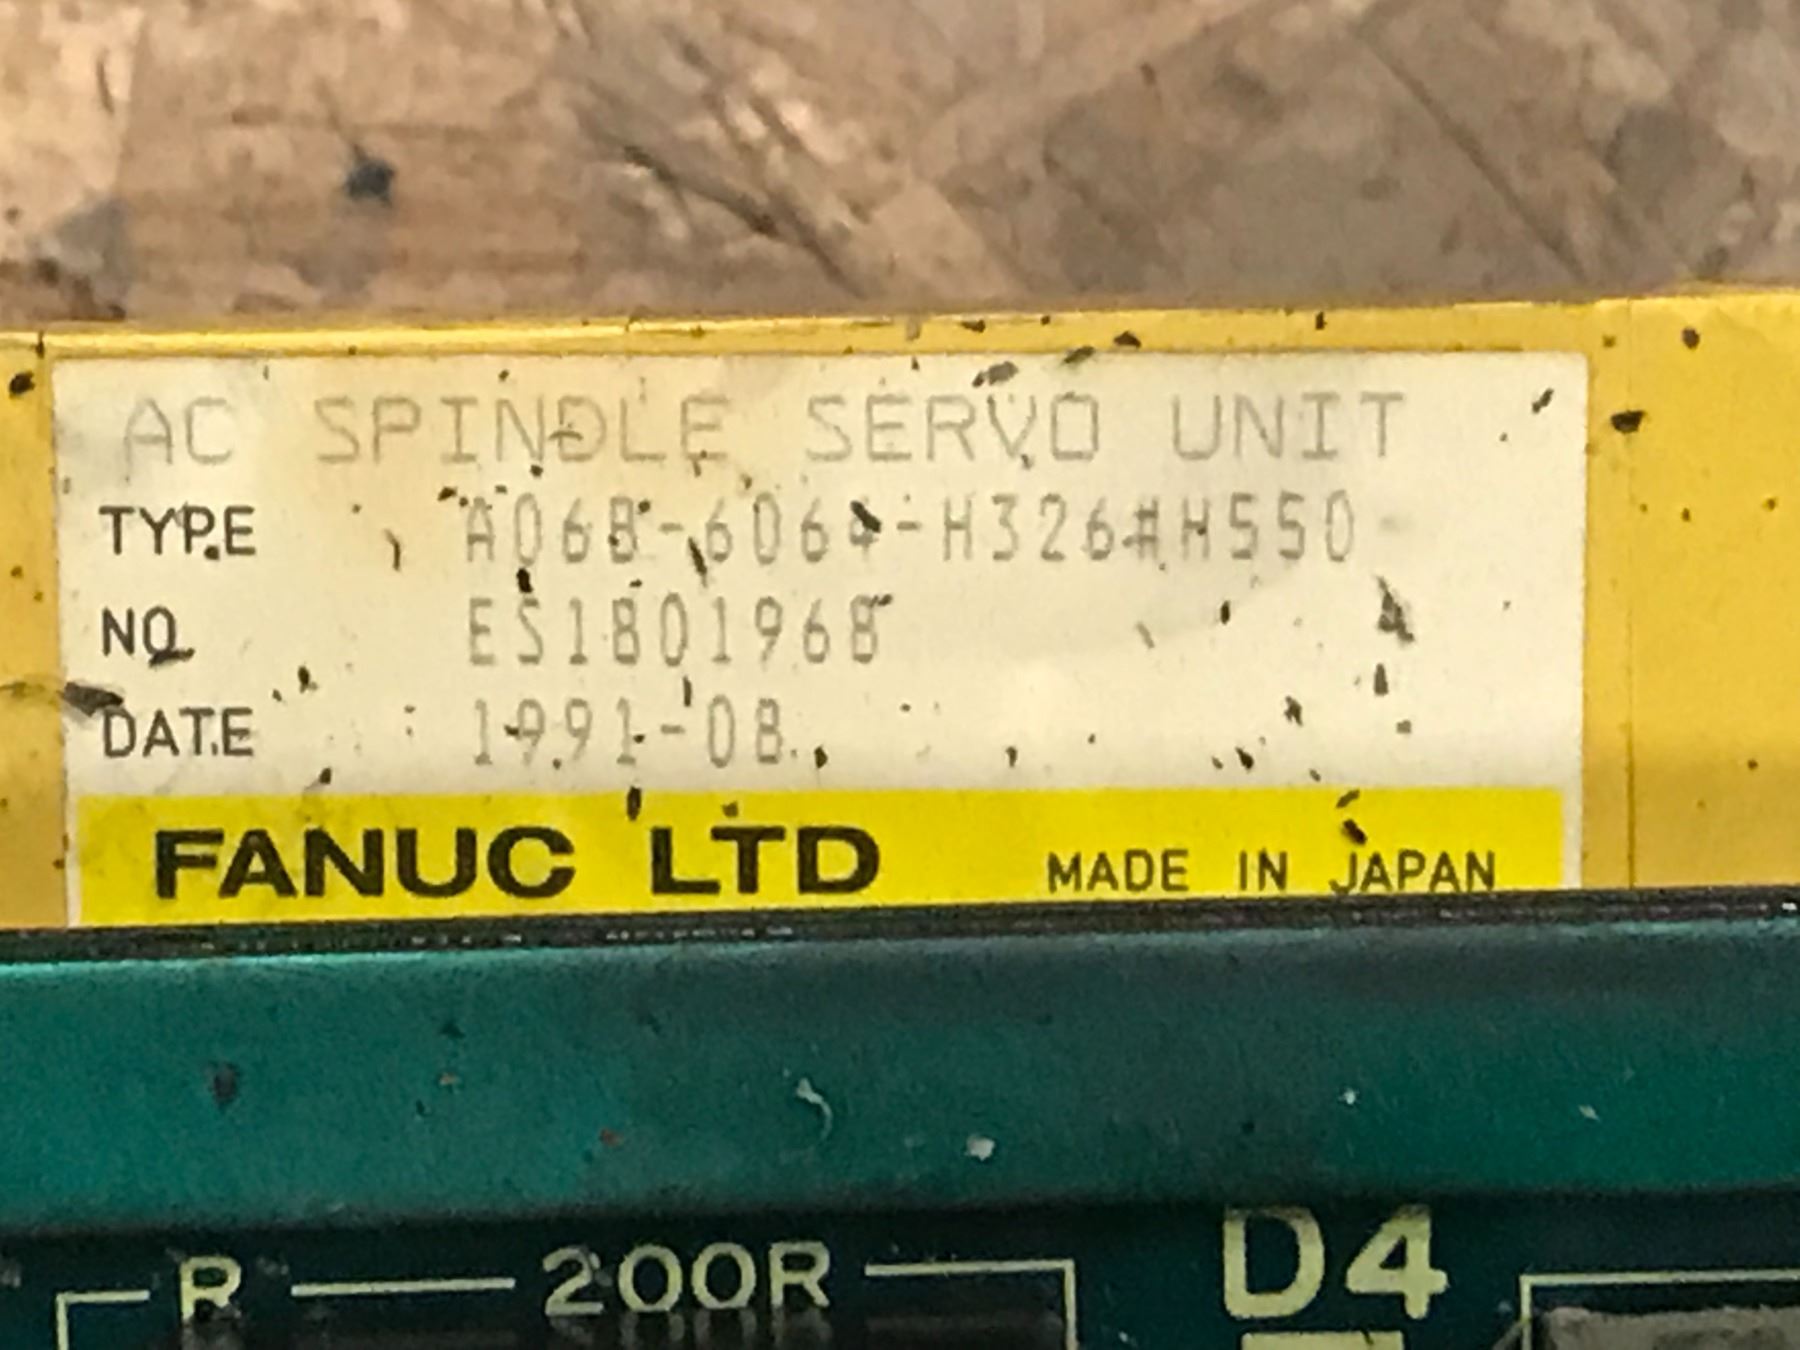 AC SPINDLE SERVO UNIT
TYPE A06B-6064-H326#H550
NO. ES1801968
DATE 1991-08
FANUC LTD MADE IN JAPAN
R 200R D4